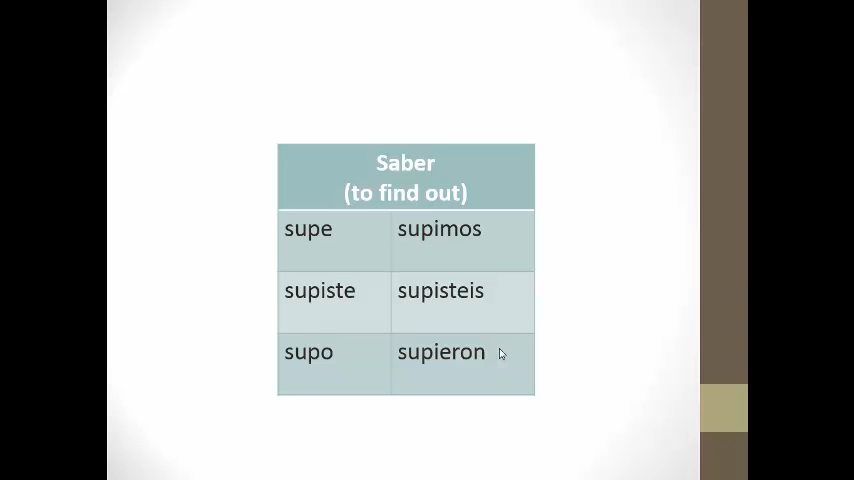 Saber
(to find out)
supe supimos
supiste supisteis
supo supieron